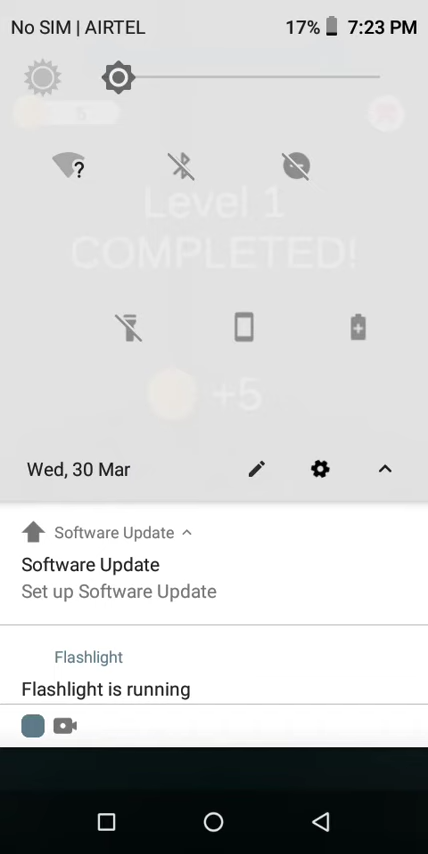 No SIM | AIRTEL 17% 7:23 PM
5
Level 1
COMPLETED!
+5
Wed, 30 Mar
Software Update
Software Update
Set up Software Update
Flashlight
Flashlight is running